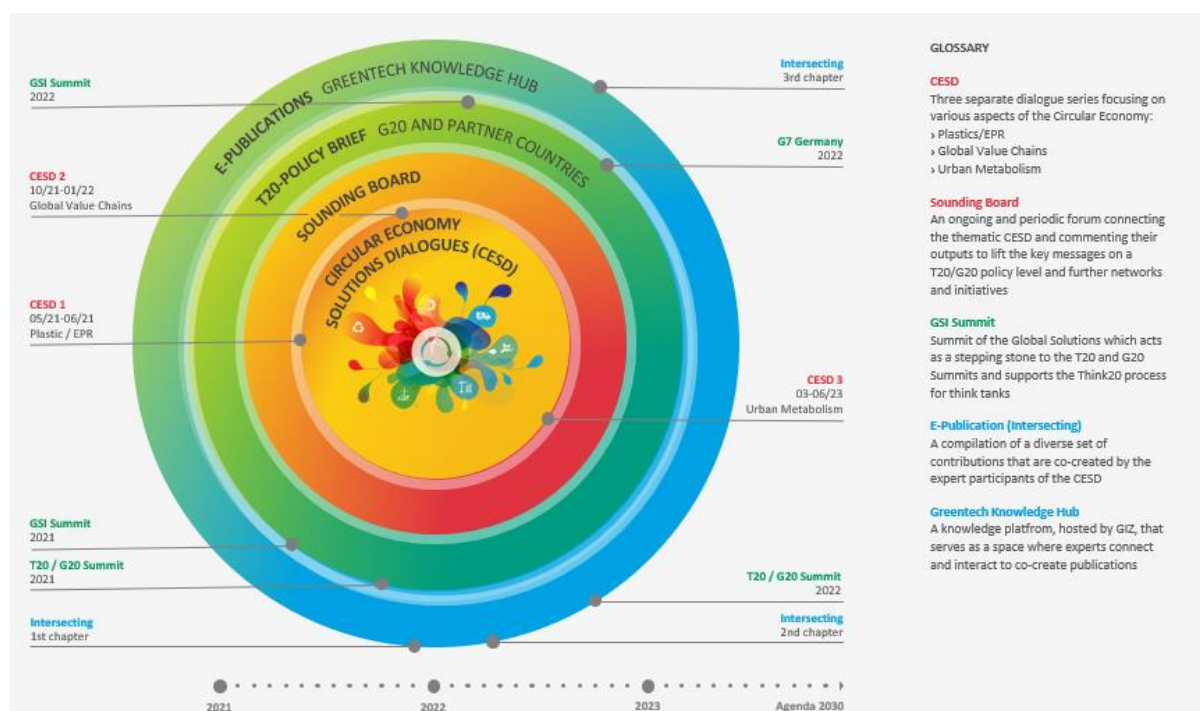 GSI Summit
2022
CESD 2
10/21-01/22
Global Value Chains
CESD 1
05/21-06/21
Plastic / EPR
GSI Summit
2021
T20 / G20 Summit
2021
Intersecting
1st chapter
E-PUBLICATIONS GREENTECH KNOWLEDGE HUB
T20-POLICY BRIEF G20 AND PARTNER COUNTRIES
SOUNDING BOARD
CIRCULAR ECONOMY
SOLUTIONS DIALOGUES (CESD)
Intersecting
3rd chapter
G7 Germany
2022
CESD 3
03-06/23
Urban Metabolism
T20 / G20 Summit
2022
Intersecting
2nd chapter
2021
2022
2023
Agenda 2030
GLOSSARY
CESD
Three separate dialogue series focusing on
various aspects of the Circular Economy:
› Plastics/EPR
› Global Value Chains
› Urban Metabolism
Sounding Board
An ongoing and periodic forum connecting
the thematic CESD and commenting their
outputs to lift the key messages on a
T20/G20 policy level and further networks
and initiatives
GSI Summit
Summit of the Global Solutions which acts
as a stepping stone to the T20 and G20
Summits and supports the Think20 process
for think tanks
E-Publication (Intersecting)
A compilation of a diverse set of
contributions that are co-created by the
expert participants of the CESD
Greentech Knowledge Hub
A knowledge platfrom, hosted by GIZ, that
serves as a space where experts connect
and interact to co-create publications